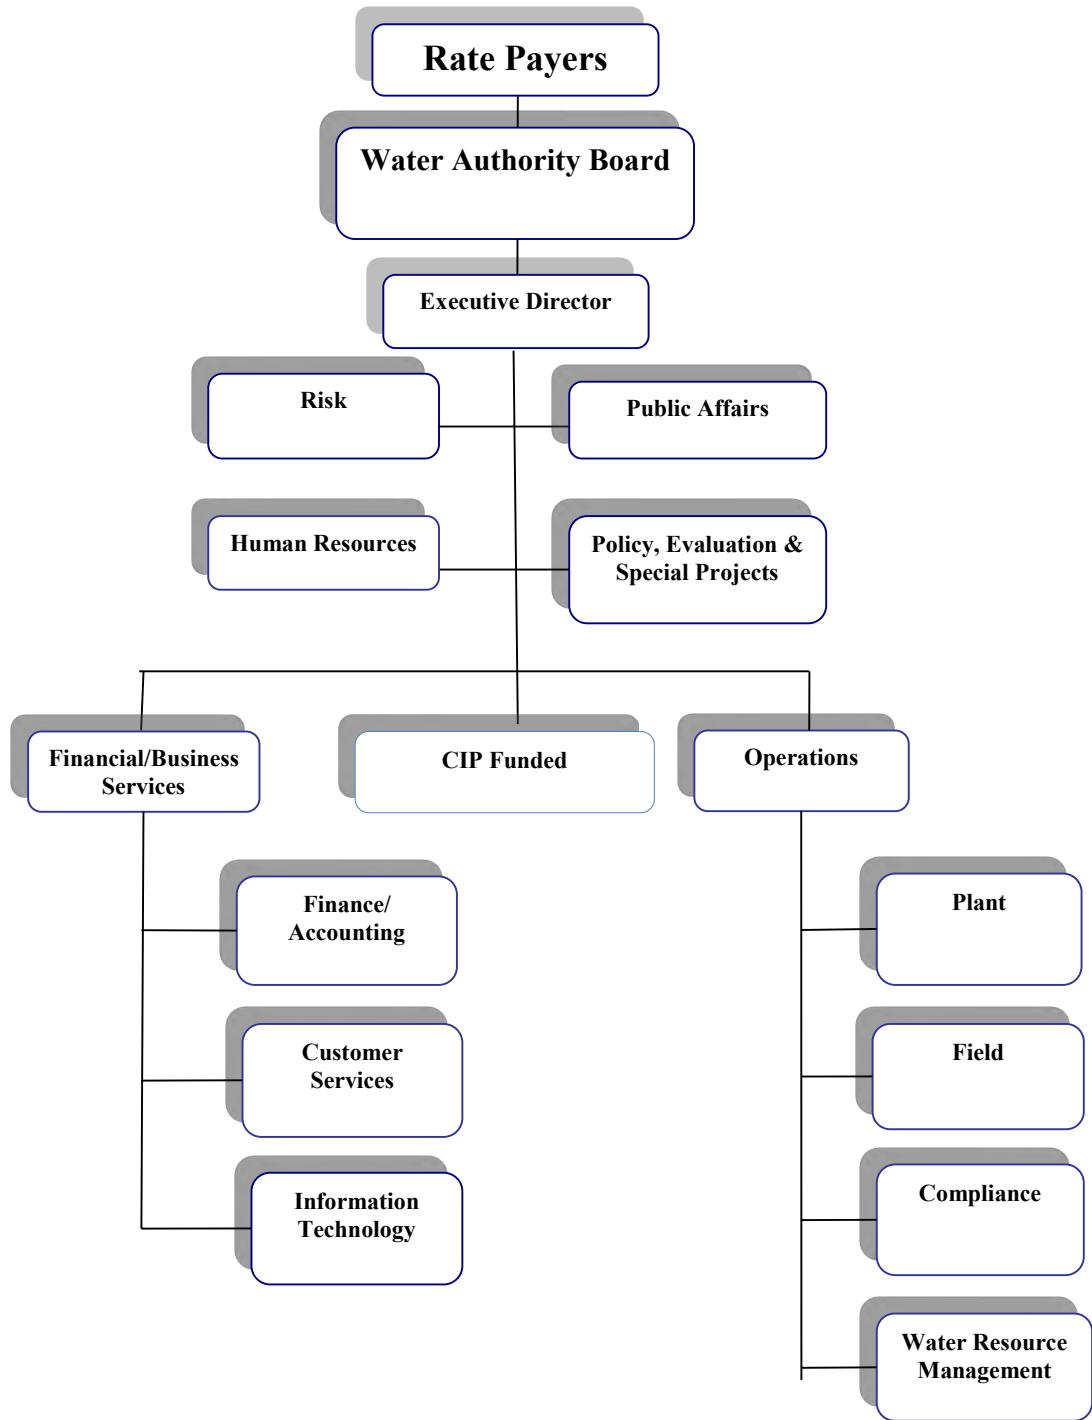 Rate Payers
Water Authority Board
Executive Director
Risk
Public Affairs
Human Resources
Policy, Evaluation &
Special Projects
Financial/Business
Services
CIP Funded
Operations
Finance/
Accounting
Plant
Customer
Services
Field
Information
Technology
Compliance
Water Resource
Management